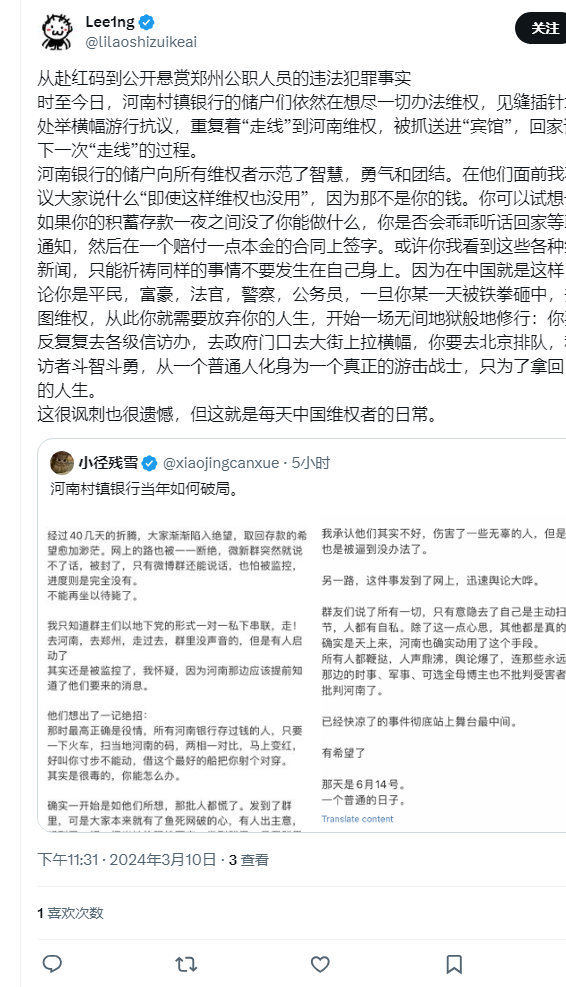 Lee1ng
关注
@lilaoshizuikeai
从赴红码到公开悬赏郑州公职人员的违法犯罪事实
时至今日，河南村镇银行的储户们依然在想尽一切办法维权，见缝插针
处举横幅游行抗议，重复着“走线”到河南维权，被抓送进“宾馆”，回家
下一次“走线”的过程。
河南银行的储户向所有维权者示范了智慧，勇气和团结。在他们面前我
议大家说什么“即使这样维权也没用”，因为那不是你的钱。你可以试想
如果你的积蓄存款一夜之间没了你能做什么，你是否会乖乖听话回家等
通知，然后在一个赔付一点本金的合同上签字。或许你我看到这些各种
新闻，只能祈祷同样的事情不要发生在自己身上。因为在中国就是这样
论你是平民，富豪，法官，警察，公务员，一旦你某一天被铁拳砸中，
图维权，从此你就需要放弃你的人生，开始一场无间地狱般地修行：你
反复复去各级信访办，去政府门口去大街上拉横幅，你要去北京排队，
访者斗智斗勇，从一个普通人化身为一个真正的游击战士，只为了拿回
的人生。
这很讽刺也很遗憾，但这就是每天中国维权者的日常。
小径残雪 @xiaojingcanxue · 5小时
河南村镇银行当年如何破局。
经过40几天的折腾，大家渐渐陷入绝望，取回存款的希
望愈加渺茫。网上的路也被一一断绝，微新群突然就说
不了话，被封了，只有微博群还能说话，也怕被监控，
进度则是完全没有。
不能再坐以待毙了。
我只知道群主们以地下党的形式一对一私下串联，走！
去河南，去郑州，走过去，群里没声音的，但是有人启
动了
其实还是被监控了，我怀疑，因为河南那边应该提前知
道了他们要来的消息。
他们想出了一记绝招：
那时最高正确是役情，所有河南银行存过钱的人，只要
一下火车，扫当地河南的码，两相一对比，马上变红，
好叫你寸步不能动，借这个最好的船把你射个对穿。
其实是很毒的，你能怎么办。
确实一开始是如他们所想，那批人都慌了。发到了群
里，可是大家本来就有了鱼死网破的心，有人出主意，
我承认他们其实不好，伤害了一些无辜的人，但是
也是被逼到没办法了。
另一路，这件事发到了网上，迅速舆论大哗。
群友们说了所有一切，只有意隐去了自己是主动扫
节，人都有自私。除了这一点心思，其他都是真的
确实是天上来，河南也确实动用了这个手段。
所有人都鞭挞，人声鼎沸，舆论爆了，连那些永远
那边的时事、军事、可选全母博主也不批判受害者
批判河南了。
已经快凉了的事件彻底站上舞台最中间。
有希望了
那天是6月14号。
一个普通的日子。
Translate content
下午11:31 · 2024年3月10日 · 3 查看
1 喜欢次数